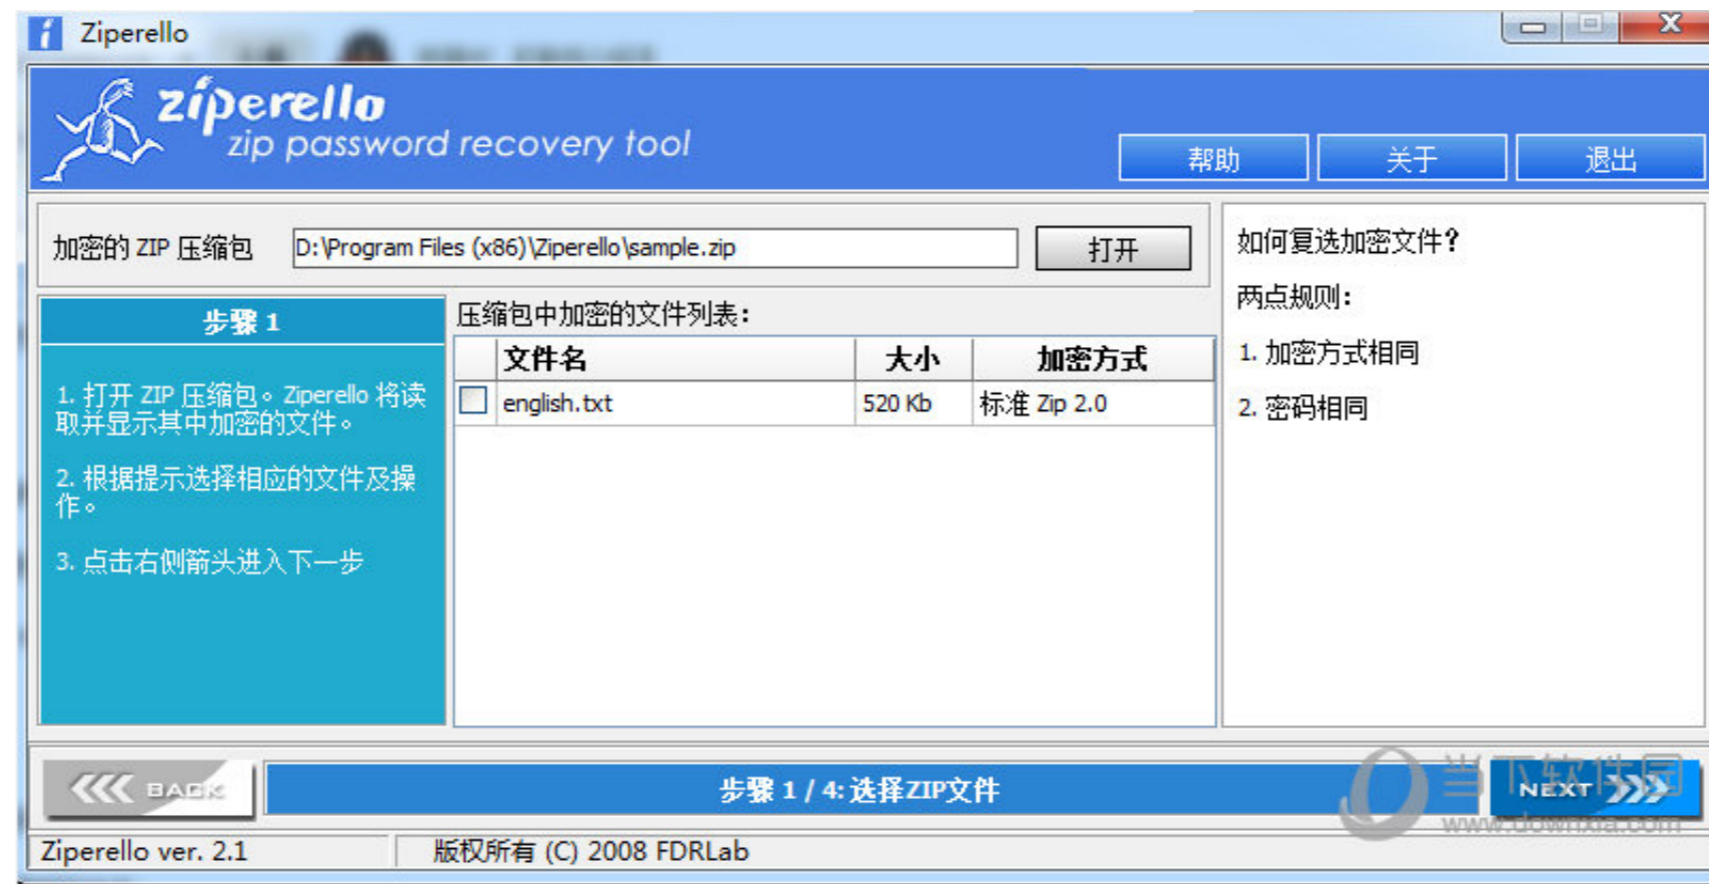 Ziperello
ziperello
zip password recovery tool
帮助 关于 退出
加密的 ZIP 压缩包 D:\Program Files (x86)\Ziperello\sample.zip 打开
步骤 1
1. 打开 ZIP 压缩包。Ziperello 将读
取并显示其中加密的文件。
2. 根据提示选择相应的文件及操
作。
3. 点击右侧箭头进入下一步
压缩包中加密的文件列表：
文件名 大小 加密方式
english.txt 520 Kb 标准 Zip 2.0
如何复选加密文件？
两点规则：
1. 加密方式相同
2. 密码相同
BACK
步骤 1 / 4: 选择ZIP文件
NEXT
当下软件园
www.downxia.com
Ziperello ver. 2.1
版权所有 (C) 2008 FDRLab